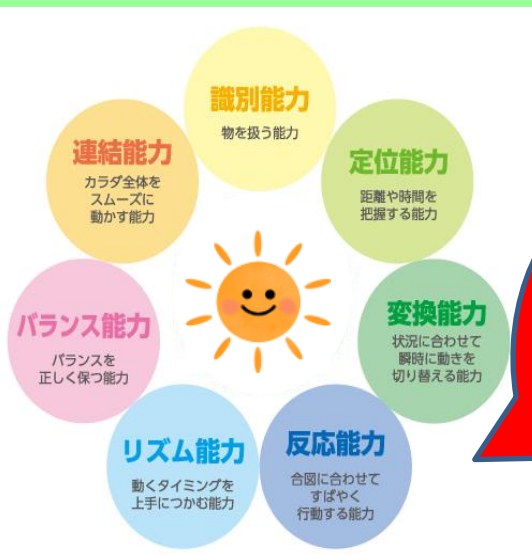 識別能力
物を扱う能力
定位能力
距離や時間を
把握する能力
変換能力
状況に合わせて
瞬時に動きを
切り替える能力
反応能力
合図に合わせて
すばやく
行動する能力
リズム能力
動くタイミングを
上手につかむ能力
バランス能力
バランスを
正しく保つ能力
連結能力
カラダ全体を
スムーズに
動かす能力